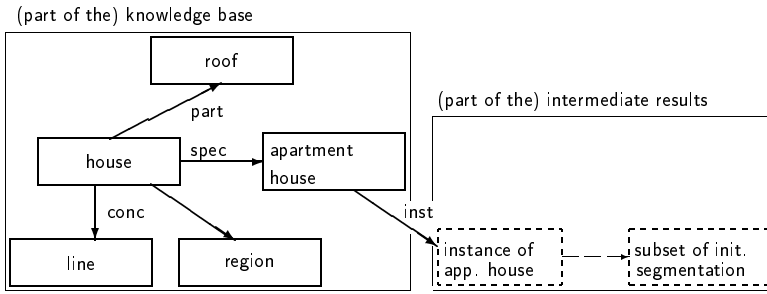 (part of the) knowledge base
roof
(part of the) intermediate results
part
house
spec
apartment
house
conc
inst
line
region
instance of
app. house
subset of init.
segmentation